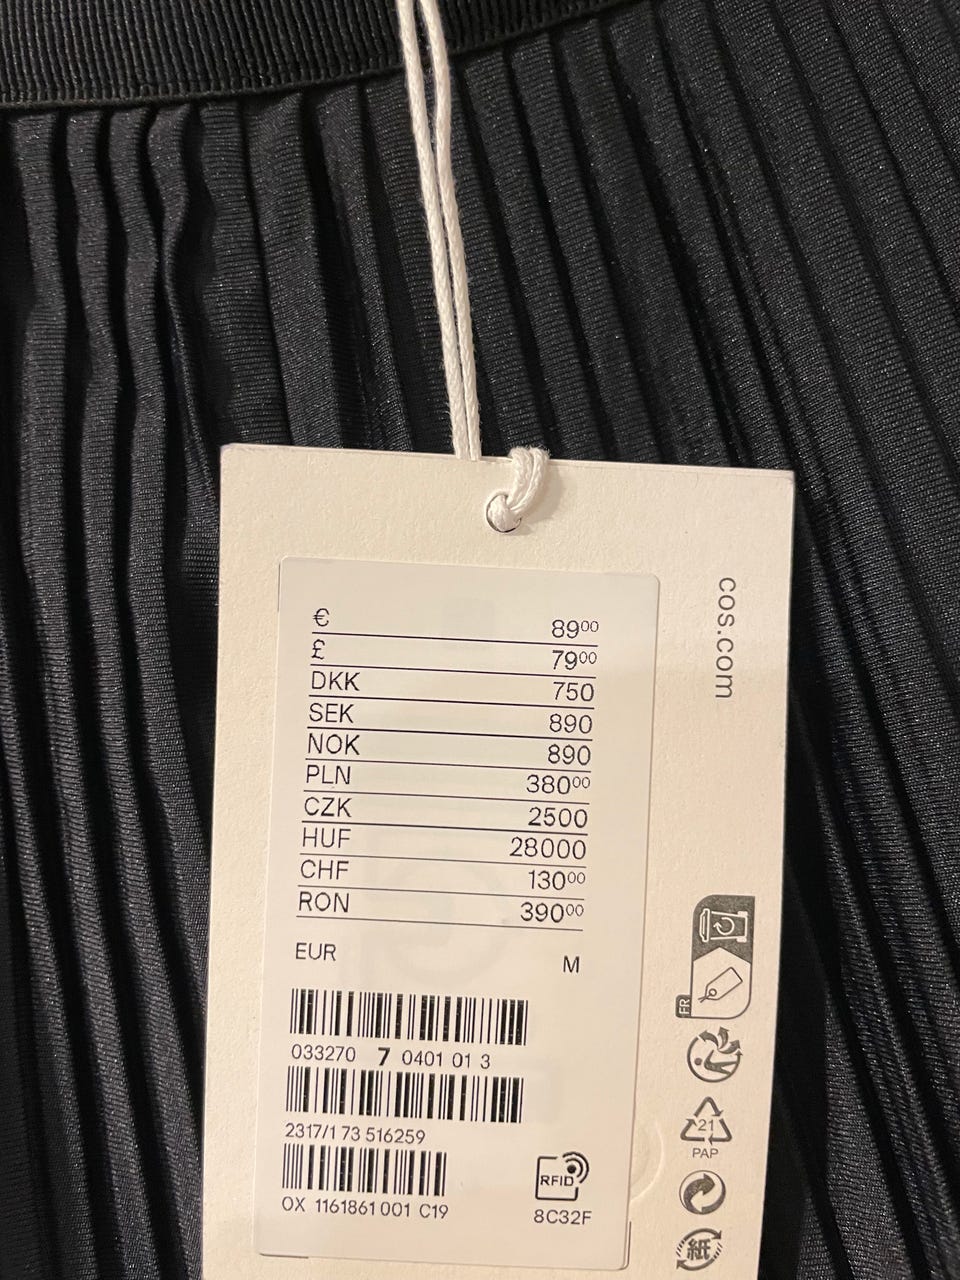 € 89⁰⁰
£ 79⁰⁰
DKK 750
SEK 890
NOK 890
PLN 380⁰⁰
CZK 2500
HUF 28000
CHF 130⁰⁰
RON 390⁰⁰
EUR M
033270 7 0401 01 3
2317/1 73 516259
OX 1161861 001 C19
RFID
8C32F
cos.com
FR
21
PAP
紙